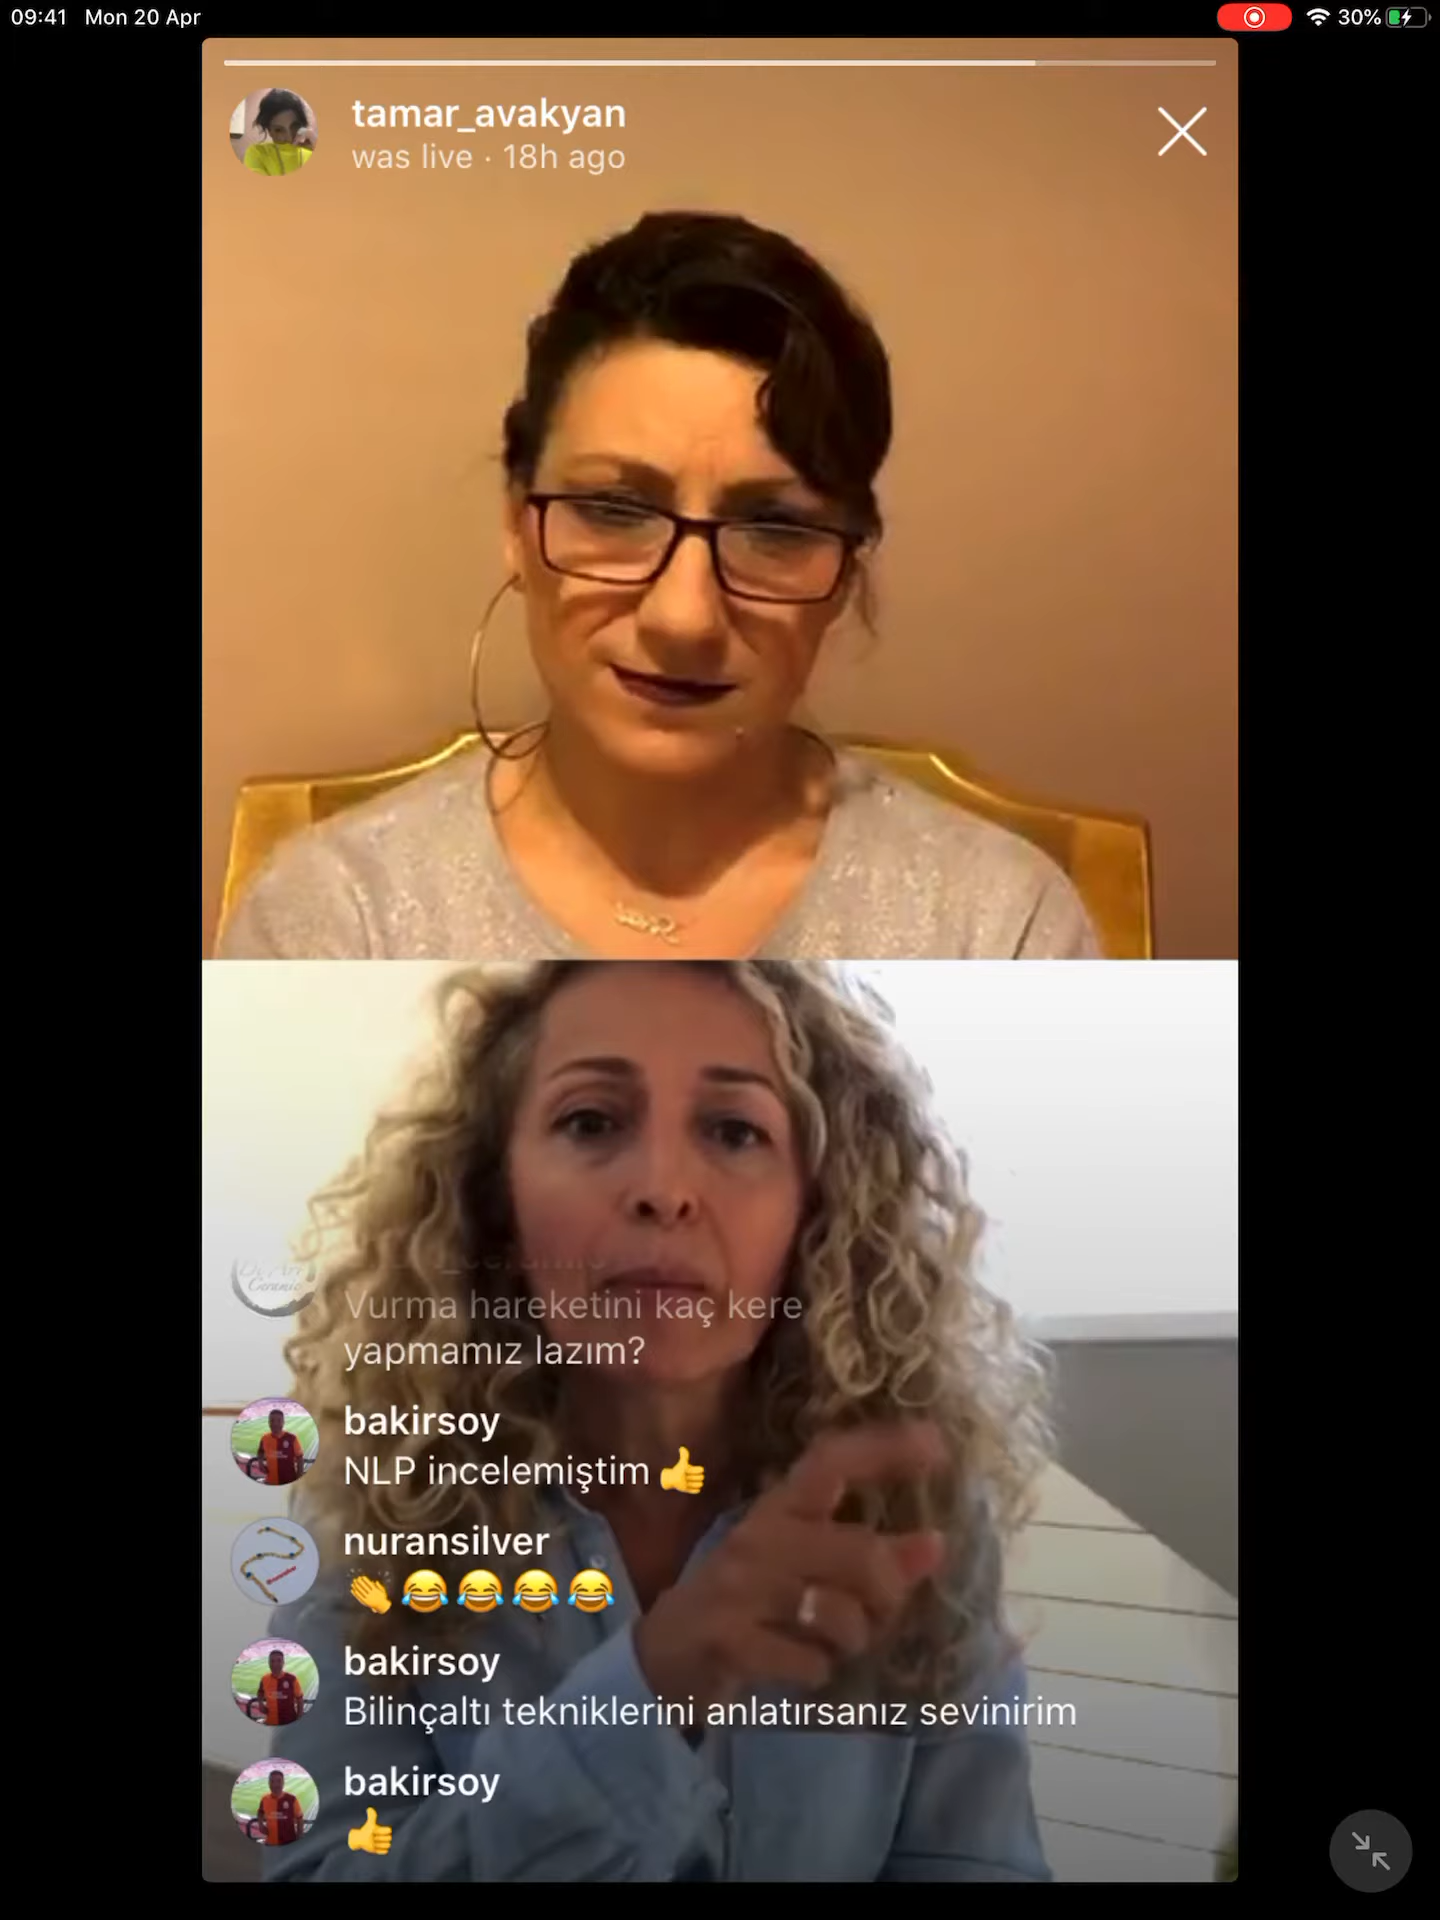 09:41 Mon 20 Apr
30%
tamar_avakyan
was live · 18h ago
Vurma hareketini kaç kere
yapmamız lazım?
bakirsoy
NLP incelemiştim 👍
nuransilver
👏😂😂😂😂
bakirsoy
Bilinçaltı tekniklerini anlatırsanız sevinirim
bakirsoy
👍